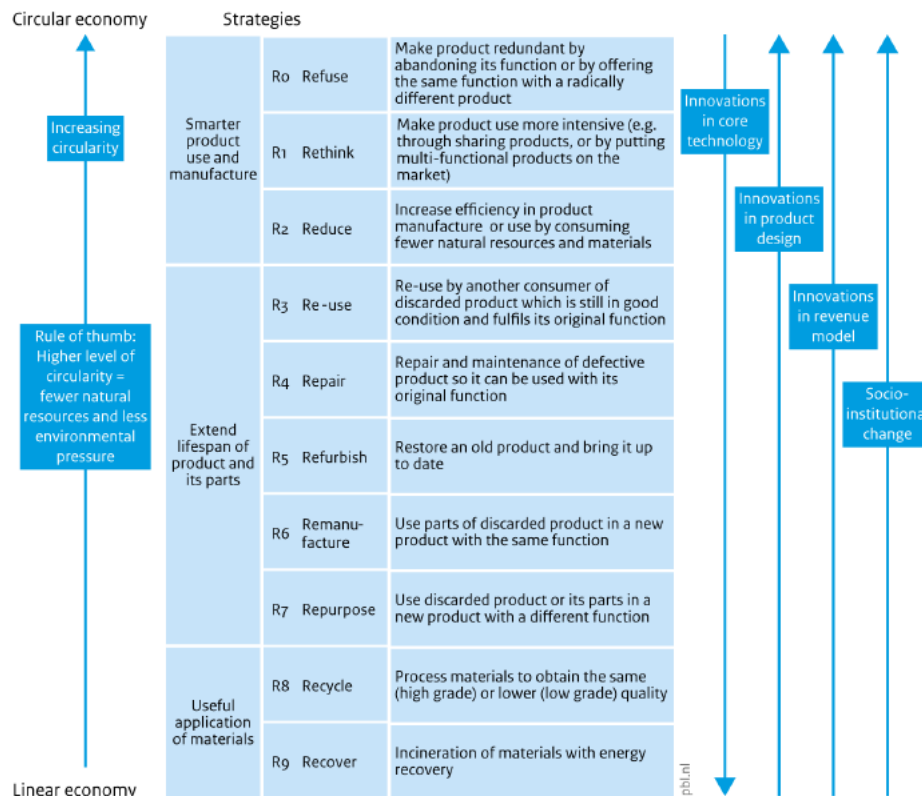 Circular economy
Strategies
Increasing
circularity
Rule of thumb:
Higher level of
circularity =
fewer natural
resources and less
environmental
pressure
Linear economy
Smarter
product
use and
manufacture
R0 Refuse
Make product redundant by
abandoning its function or by offering
the same function with a radically
different product
R1 Rethink
Make product use more intensive (e.g.
through sharing products, or by putting
multi-functional products on the
market)
R2 Reduce
Increase efficiency in product
manufacture or use by consuming
fewer natural resources and materials
Extend
lifespan of
product and
its parts
R3 Re-use
Re-use by another consumer of
discarded product which is still in good
condition and fulfils its original function
R4 Repair
Repair and maintenance of defective
product so it can be used with its
original function
R5 Refurbish
Restore an old product and bring it up
to date
R6 Remanu-
facture
Use parts of discarded product in a new
product with the same function
R7 Repurpose
Use discarded product or its parts in a
new product with a different function
Useful
application
of materials
R8 Recycle
Process materials to obtain the same
(high grade) or lower (low grade) quality
R9 Recover
Incineration of materials with energy
recovery
pbl.nl
Innovations
in core
technology
Innovations
in product
design
Innovations
in revenue
model
Socio-
institutiona
change